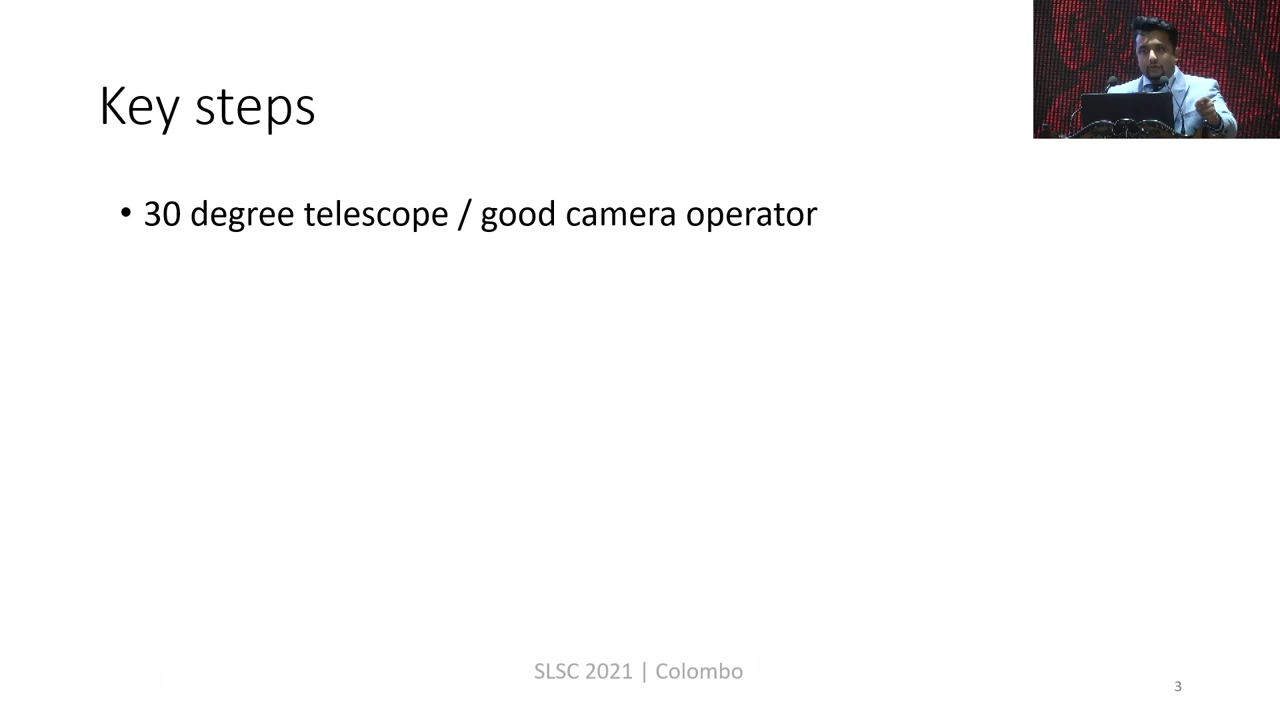 Key steps
• 30 degree telescope / good camera operator
SLSC 2021 | Colombo
3